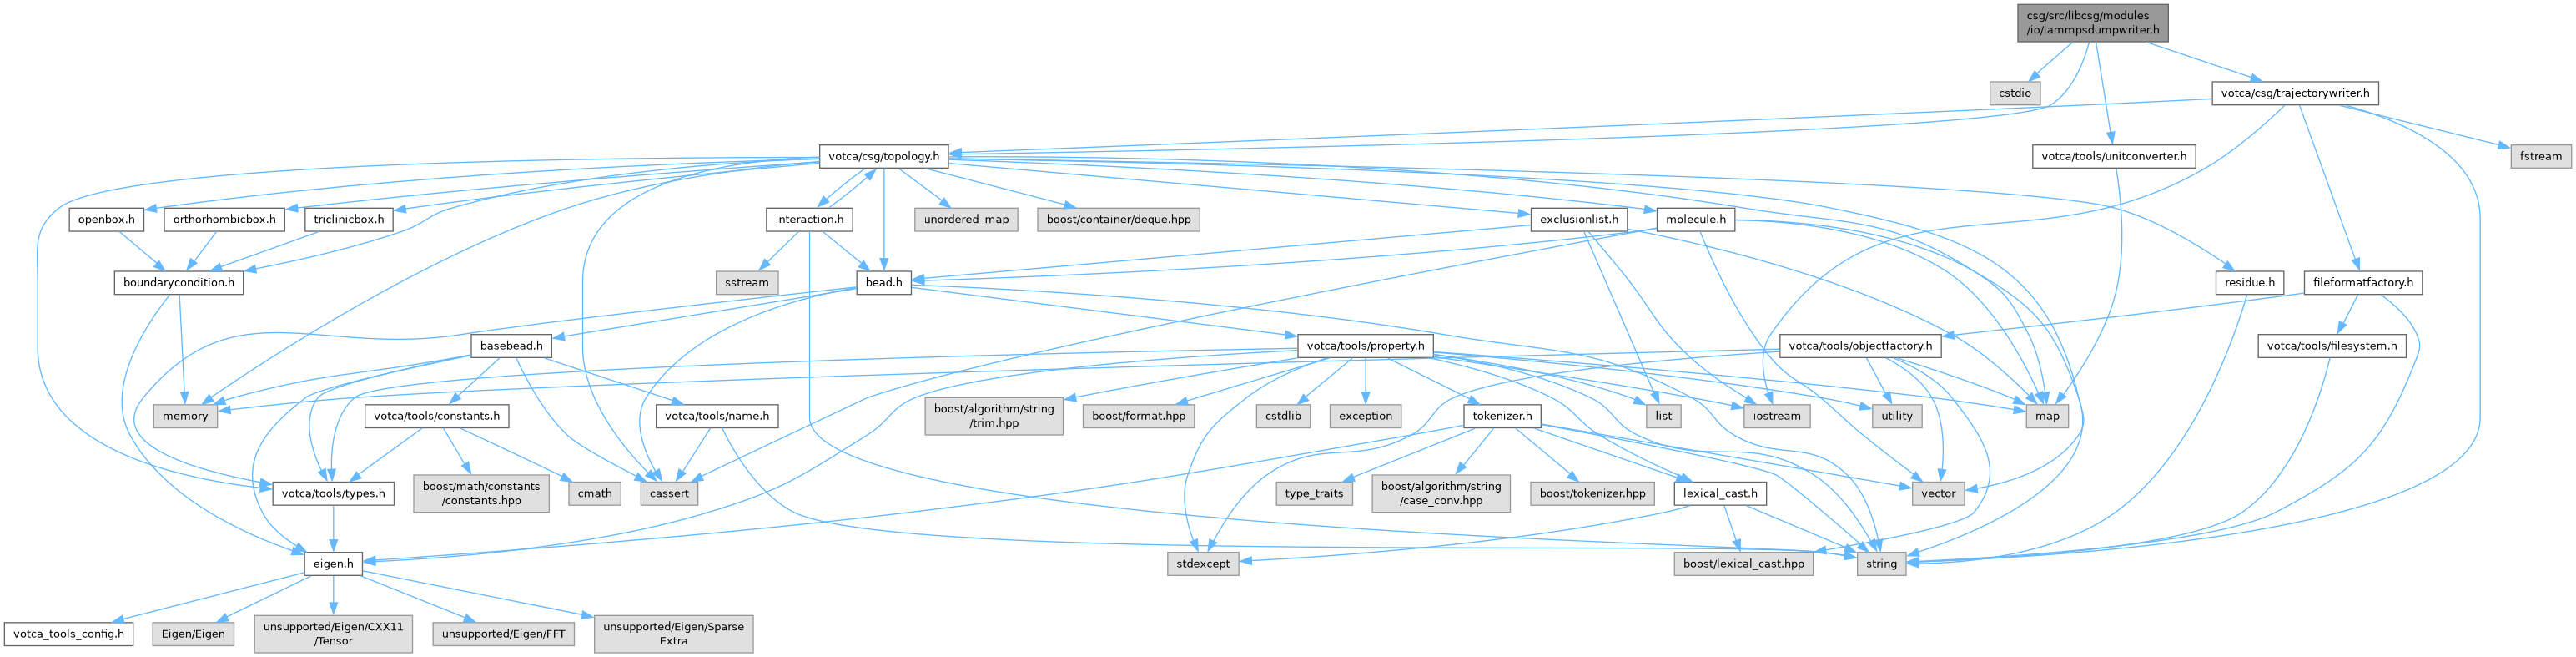 csg/src/libcsg/modules
/io/lammpsdumpwriter.h
cstdio
votca/csg/trajectorywriter.h
votca/csg/topology.h
votca/tools/unitconverter.h
fstream
openbox.h
orthorhombicbox.h
triclinicbox.h
interaction.h
unordered_map
boost/container/deque.hpp
exclusionlist.h
molecule.h
boundarycondition.h
sstream
bead.h
residue.h
fileformatfactory.h
basebead.h
votca/tools/property.h
votca/tools/objectfactory.h
votca/tools/filesystem.h
memory
votca/tools/constants.h
votca/tools/name.h
boost/algorithm/string
/trim.hpp
boost/format.hpp
cstdlib
exception
tokenizer.h
list
iostream
utility
map
votca/tools/types.h
boost/math/constants
/constants.hpp
cmath
cassert
type_traits
boost/algorithm/string
/case_conv.hpp
boost/tokenizer.hpp
lexical_cast.h
vector
eigen.h
stdexcept
boost/lexical_cast.hpp
string
votca_tools_config.h
Eigen/Eigen
unsupported/Eigen/CXX11
/Tensor
unsupported/Eigen/FFT
unsupported/Eigen/Sparse
Extra